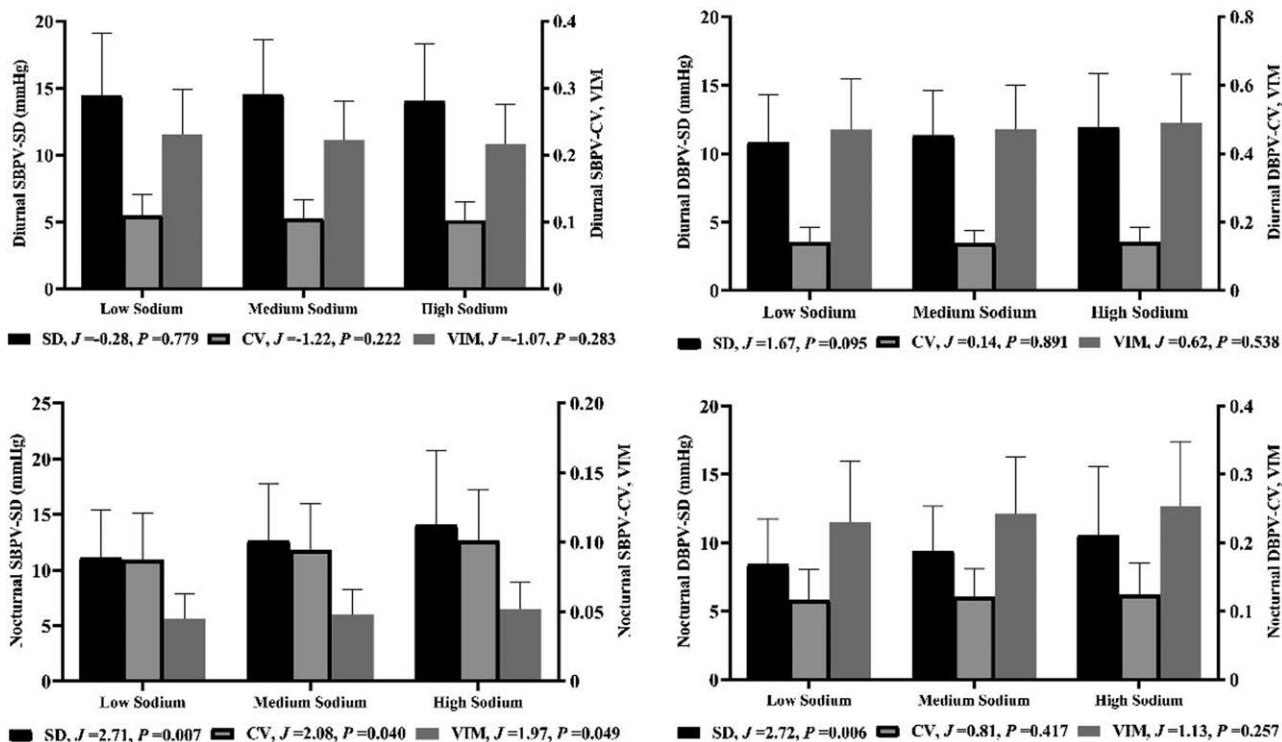 Diurnal SBPV-SD (mmHg)
20
15
10
5
0
0.4
0.3
0.2
0.1
0
Diurnal SBPV-CV, VIM
Low Sodium Medium Sodium High Sodium
SD, J =-0.28, P =0.779 CV, J =-1.22, P =0.222 VIM, J =-1.07, P =0.283
Diurnal DBPV-SD (mmHg)
20
15
10
5
0
0.8
0.6
0.4
0.2
0
Diurnal DBPV-CV, VIM
Low Sodium Medium Sodium High Sodium
SD, J =1.67, P =0.095 CV, J =0.14, P =0.891 VIM, J =0.62, P =0.538
Nocturnal SBPV-SD (mmHg)
25
20
15
10
5
0
0.20
0.15
0.10
0.05
0
Nocturnal SBPV-CV, VIM
Low Sodium Medium Sodium High Sodium
SD, J =2.71, P =0.007 CV, J =2.08, P =0.040 VIM, J =1.97, P =0.049
Nocturnal DBPV-SD (mmHg)
20
15
10
5
0
0.4
0.3
0.2
0.1
0
Nocturnal DBPV-CV, VIM
Low Sodium Medium Sodium High Sodium
SD, J =2.72, P =0.006 CV, J =0.81, P =0.417 VIM, J =1.13, P =0.257